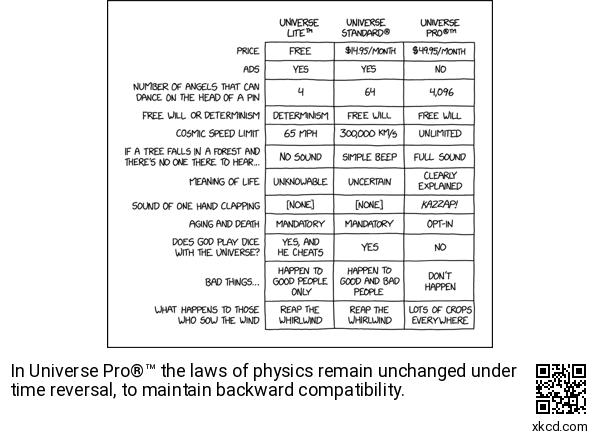 UNIVERSE LITE™ UNIVERSE STANDARD® UNIVERSE PRO®™
PRICE FREE $14.95/MONTH $49.95/MONTH
ADS YES YES NO
NUMBER OF ANGELS THAT CAN DANCE ON THE HEAD OF A PIN 4 64 4,096
FREE WILL OR DETERMINISM DETERMINISM FREE WILL FREE WILL
COSMIC SPEED LIMIT 65 MPH 300,000 KM/S UNLIMITED
IF A TREE FALLS IN A FOREST AND THERE'S NO ONE THERE TO HEAR... NO SOUND SIMPLE BEEP FULL SOUND
MEANING OF LIFE UNKNOWABLE UNCERTAIN CLEARLY EXPLAINED
SOUND OF ONE HAND CLAPPING [NONE] [NONE] KAZZAP!
AGING AND DEATH MANDATORY MANDATORY OPT-IN
DOES GOD PLAY DICE WITH THE UNIVERSE? YES, AND HE CHEATS YES NO
BAD THINGS... HAPPEN TO GOOD PEOPLE ONLY HAPPEN TO GOOD AND BAD PEOPLE DON'T HAPPEN
WHAT HAPPENS TO THOSE WHO SOW THE WIND REAP THE WHIRLWIND REAP THE WHIRLWIND LOTS OF CROPS EVERYWHERE
In Universe Pro®™ the laws of physics remain unchanged under
time reversal, to maintain backward compatibility.
xkcd.com